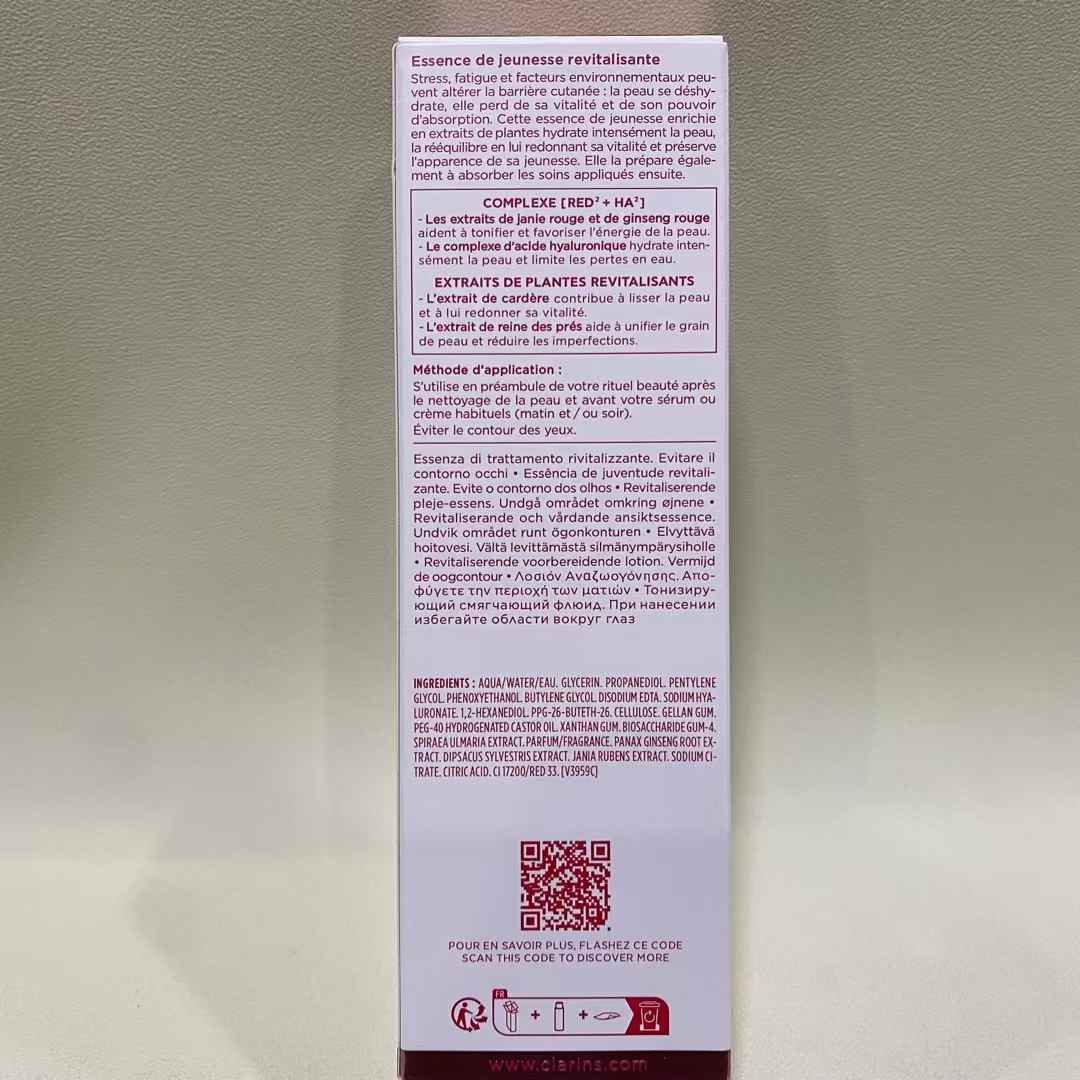 Essence de jeunesse revitalisante
Stress, fatigue et facteurs environnementaux peu-
vent altérer la barrière cutanée : la peau se déshy-
drate, elle perd de sa vitalité et de son pouvoir
d'absorption. Cette essence de jeunesse enrichie
en extraits de plantes hydrate intensément la peau,
la rééquilibre en lui redonnant sa vitalité et préserve
l'apparence de sa jeunesse. Elle la prépare égale-
ment à absorber les soins appliqués ensuite.
COMPLEXE [RED² + HA²]
- Les extraits de janie rouge et de ginseng rouge
aident à tonifier et favoriser l'énergie de la peau.
- Le complexe d'acide hyaluronique hydrate inten-
sément la peau et limite les pertes en eau.
EXTRAITS DE PLANTES REVITALISANTS
- L'extrait de cardère contribue à lisser la peau
et à lui redonner sa vitalité.
- L'extrait de reine des prés aide à unifier le grain
de peau et réduire les imperfections.
Méthode d'application :
S'utilise en préambule de votre rituel beauté après
le nettoyage de la peau et avant votre sérum ou
crème habituels (matin et / ou soir).
Éviter le contour des yeux.
Essenza di trattamento rivitalizzante. Evitare il
contorno occhi • Essência de juventude revitali-
zante. Evite o contorno dos olhos • Revitaliserende
pleje-essens. Undgå området omkring øjnene •
Revitaliserande och vårdande ansiktsessence.
Undvik området runt ögonkonturen • Elvyttävä
hoitovesi. Vältä levittämästä silmänympärysiholle
• Revitaliserende voorbereidende lotion. Vermijd
de oogcontour • Λοσιόν Αναζωογόνησης. Απο-
φύγετε την περιοχή των ματιών • Тонизиру-
ющий смягчающий флюид. При нанесении
избегайте области вокруг глаз
INGREDIENTS : AQUA/WATER/EAU. GLYCERIN. PROPANEDIOL. PENTYLENE
GLYCOL. PHENOXYETHANOL. BUTYLENE GLYCOL. DISODIUM EDTA. SODIUM HYA-
LURONATE. 1,2-HEXANEDIOL. PPG-26-BUTETH-26. CELLULOSE. GELLAN GUM.
PEG-40 HYDROGENATED CASTOR OIL. XANTHAN GUM. BIOSACCHARIDE GUM-4.
SPIRAEA ULMARIA EXTRACT. PARFUM/FRAGRANCE. PANAX GINSENG ROOT EX-
TRACT. DIPSACUS SYLVESTRIS EXTRACT. JANIA RUBENS EXTRACT. SODIUM CI-
TRATE. CITRIC ACID. CI 17200/RED 33. [V3959C]
POUR EN SAVOIR PLUS, FLASHEZ CE CODE
SCAN THIS CODE TO DISCOVER MORE
FR
+ +
www.clarins.com